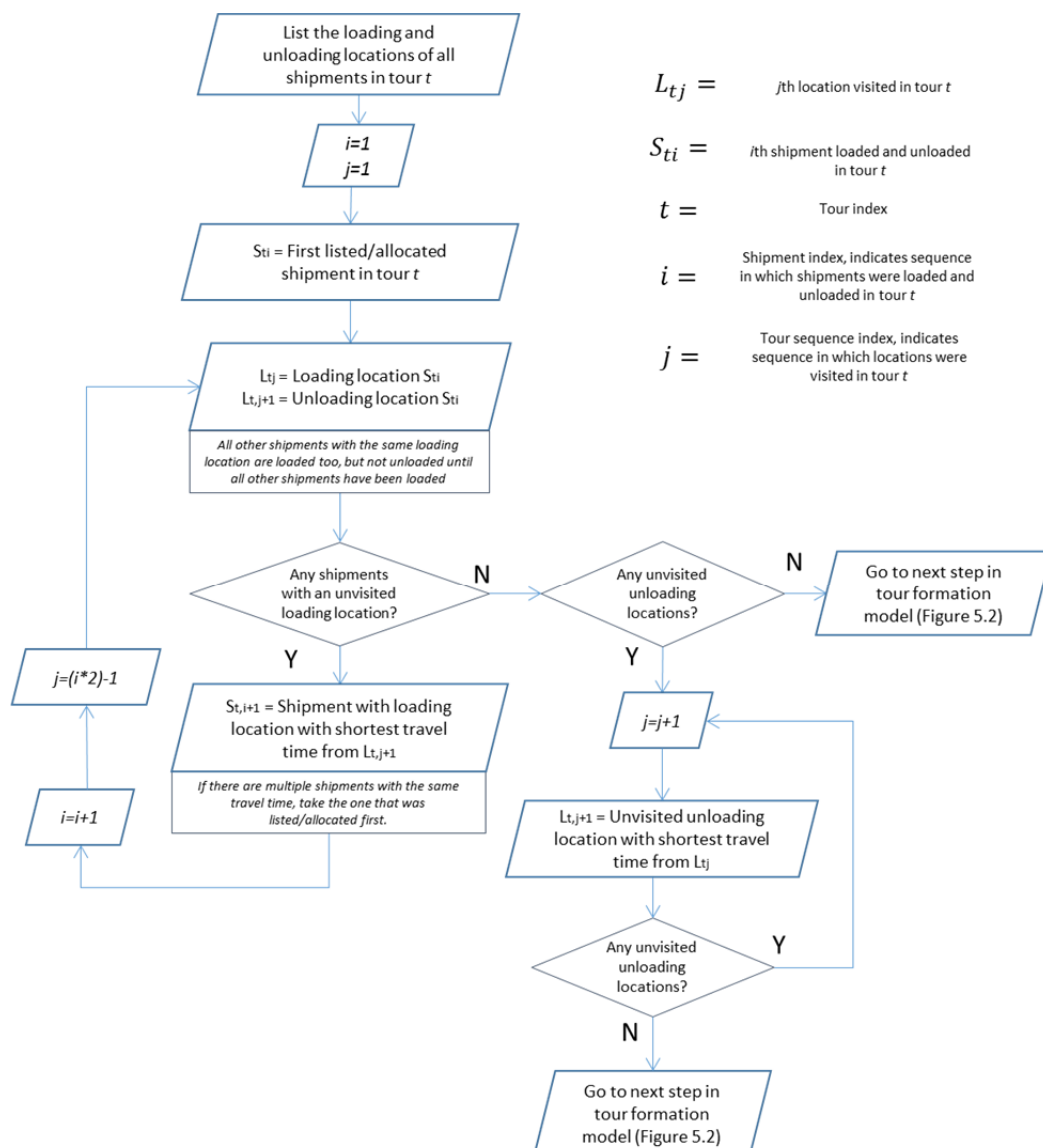 List the loading and
unloading locations of all
shipments in tour t
i=1
j=1
Sti = First listed/allocated
shipment in tour t
Ltj = Loading location Sti
Lt,j+1 = Unloading location Sti
All other shipments with the same loading
location are loaded too, but not unloaded until
all other shipments have been loaded
Any shipments
with an unvisited
loading location?
N
Y
St,i+1 = Shipment with loading
location with shortest travel
time from Lt,j+1
If there are multiple shipments with the same
travel time, take the one that was
listed/allocated first.
i=i+1
j=(i*2)-1
Any unvisited
unloading
locations?
N
Go to next step in
tour formation
model (Figure 5.2)
Y
j=j+1
Lt,j+1 = Unvisited unloading
location with shortest travel
time from Ltj
Any unvisited
unloading
locations?
Y
N
Go to next step in
tour formation
model (Figure 5.2)
Ltj = jth location visited in tour t
Sti = ith shipment loaded and unloaded
in tour t
t = Tour index
i = Shipment index, indicates sequence
in which shipments were loaded and
unloaded in tour t
j = Tour sequence index, indicates
sequence in which locations were
visited in tour t